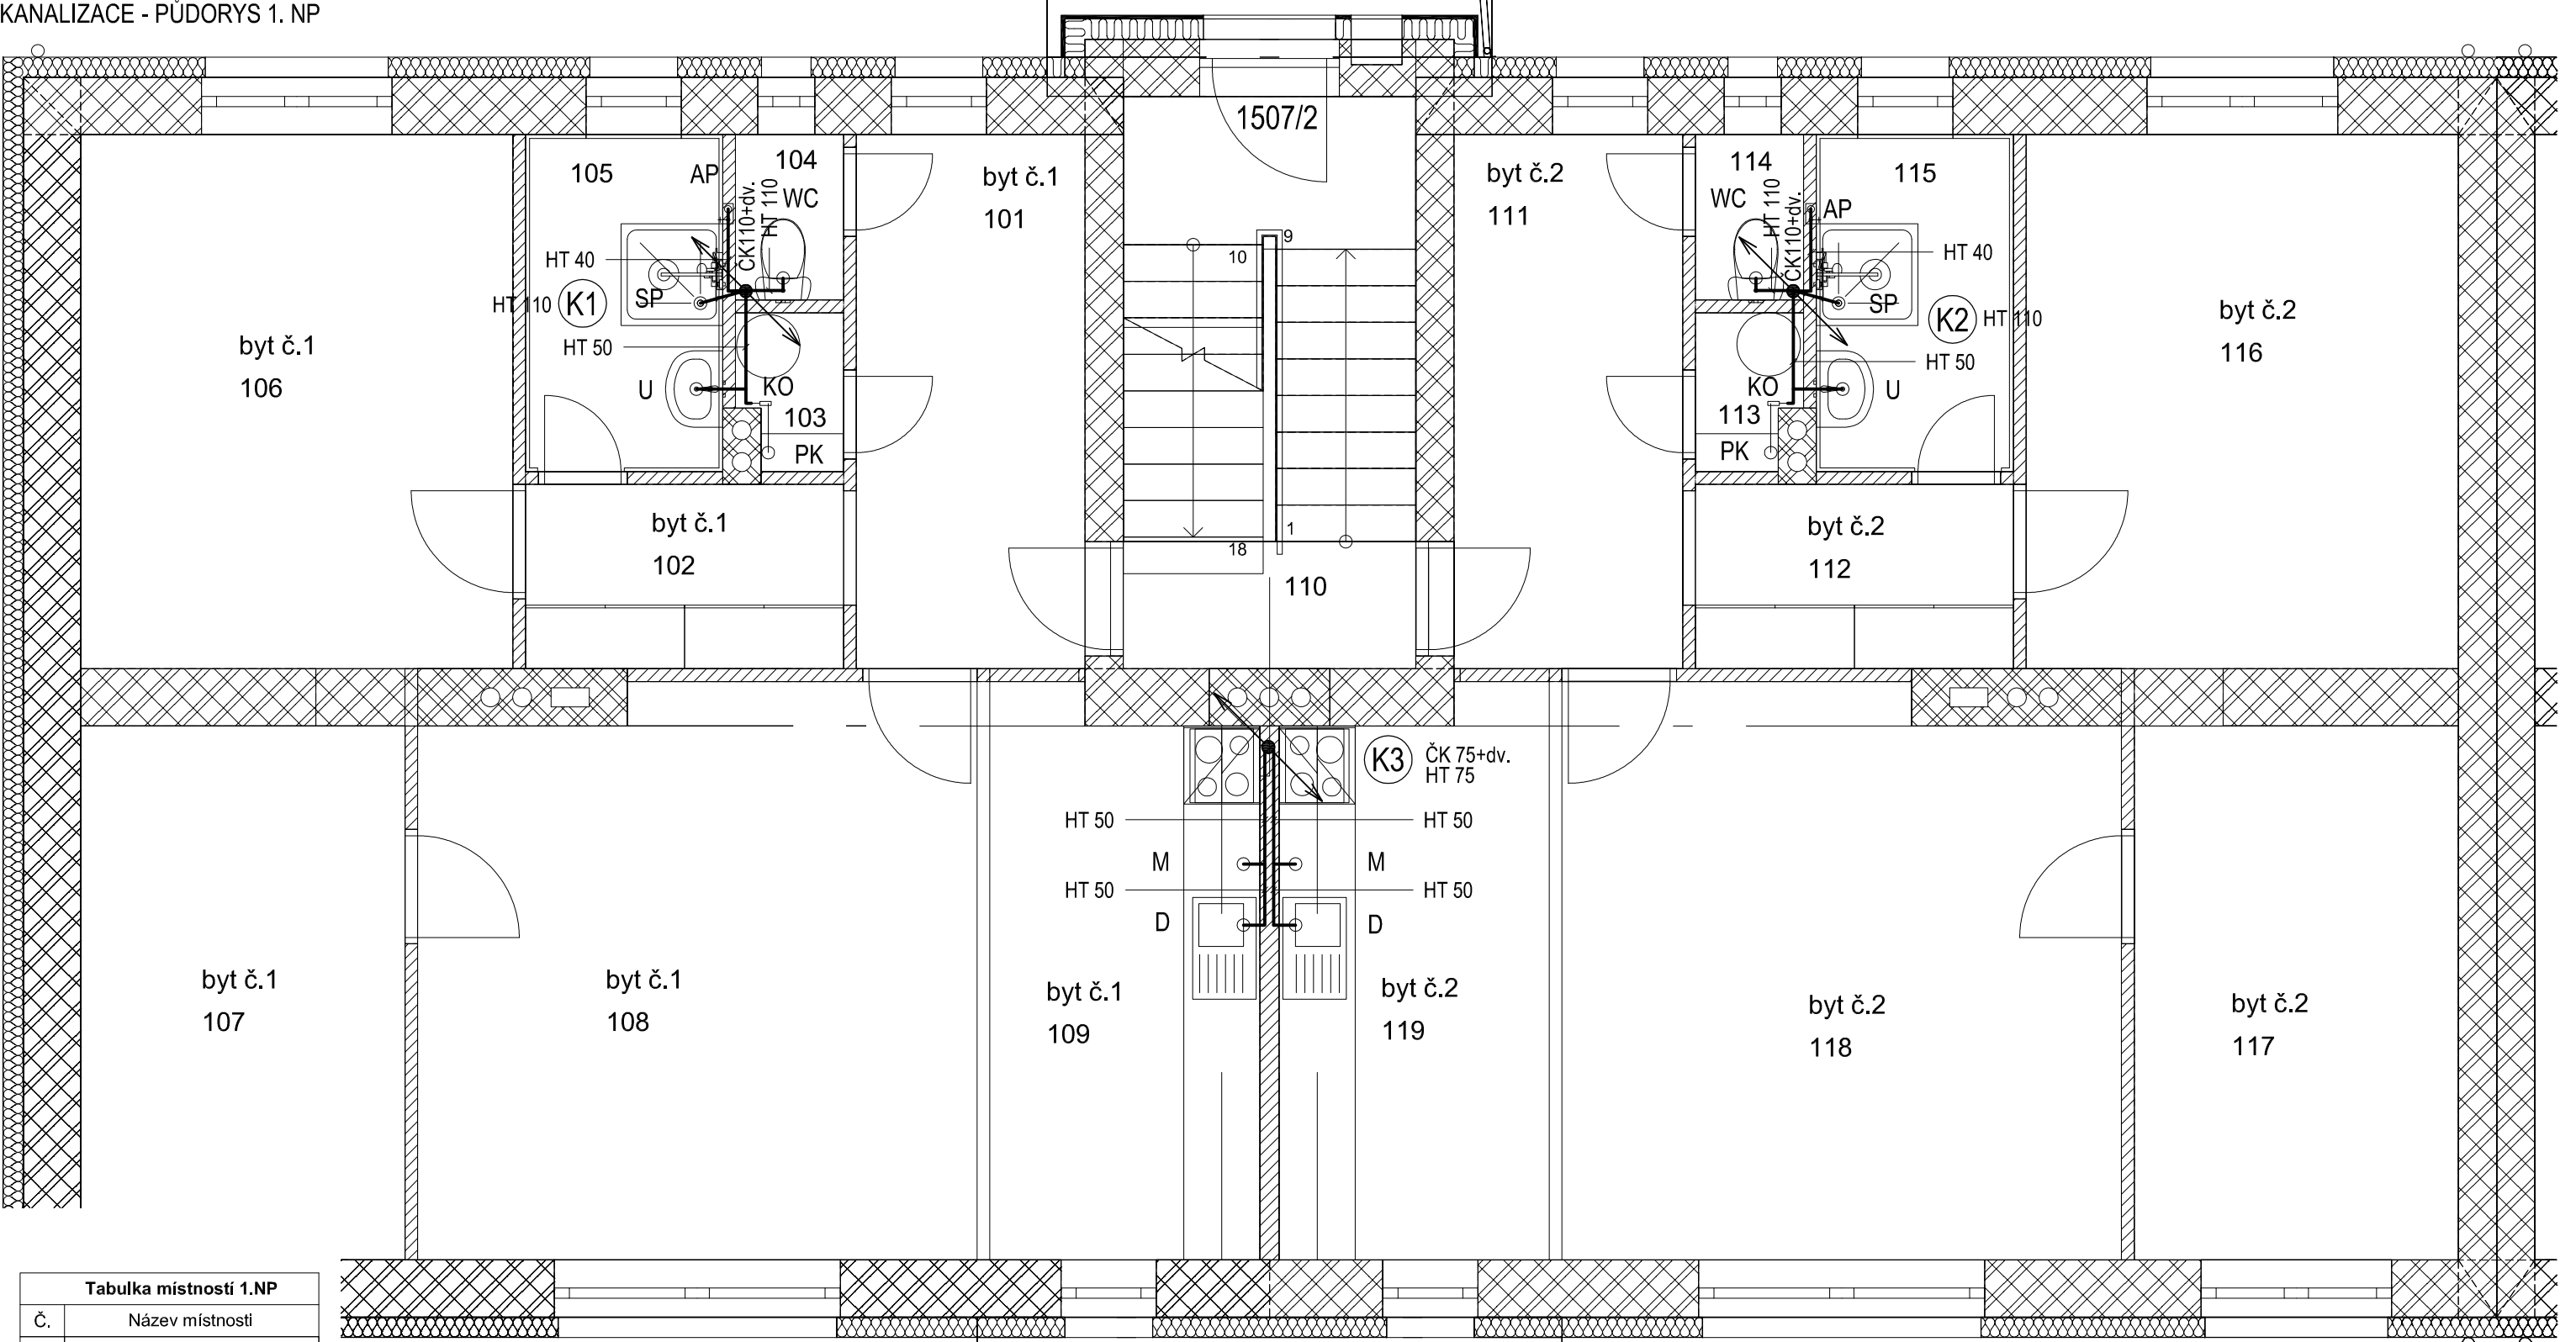 KANALIZACE - PŮDORYS 1. NP
1507/2
105
AP
104
WC
ČK110+dv.
HT 110
byt č.1
101
byt č.2
111
114
WC
HT 110
ČK110+dv.
AP
115
HT 40
HT 110
K1
SP
HT 50
U
KO
103
PK
10
9
18
1
110
HT 40
SP
K2
HT 110
HT 50
KO
U
113
PK
byt č.1
106
byt č.1
102
byt č.2
112
byt č.2
116
K3
ČK 75+dv.
HT 75
HT 50
HT 50
M
M
HT 50
HT 50
D
D
byt č.1
107
byt č.1
108
byt č.1
109
byt č.2
119
byt č.2
118
byt č.2
117
Tabulka místností 1.NP
Č.
Název místnosti